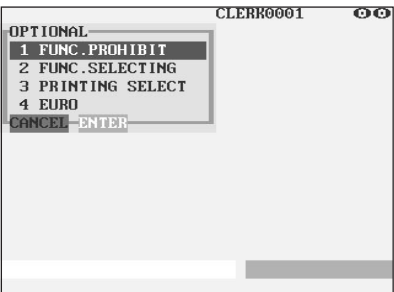 CLERK0001
OPTIONAL
1 FUNC.PROHIBIT
2 FUNC.SELECTING
3 PRINTING SELECT
4 EURO
CANCEL ENTER